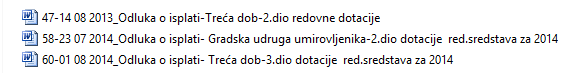 47-14 08 2013_Odluka o isplati-Treća dob-2.dio redovne dotacije
58-23 07 2014_Odluka o isplati- Gradska udruga umirovljenika-2.dio dotacije red.sredstava za 2014
60-01 08 2014_Odluka o isplati- Treća dob-3.dio dotacije red.sredstva za 2014